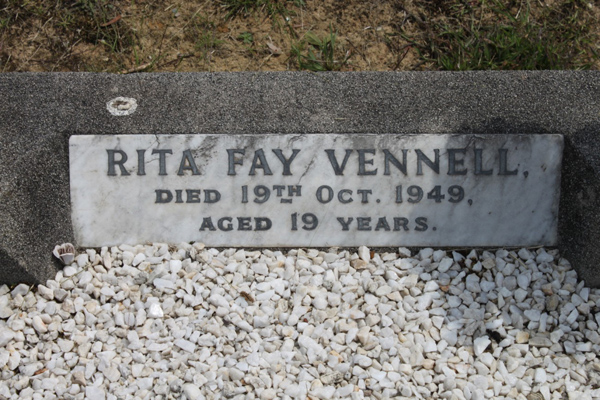 RITA FAY VENNELL,
DIED 19TH OCT. 1949,
AGED 19 YEARS.